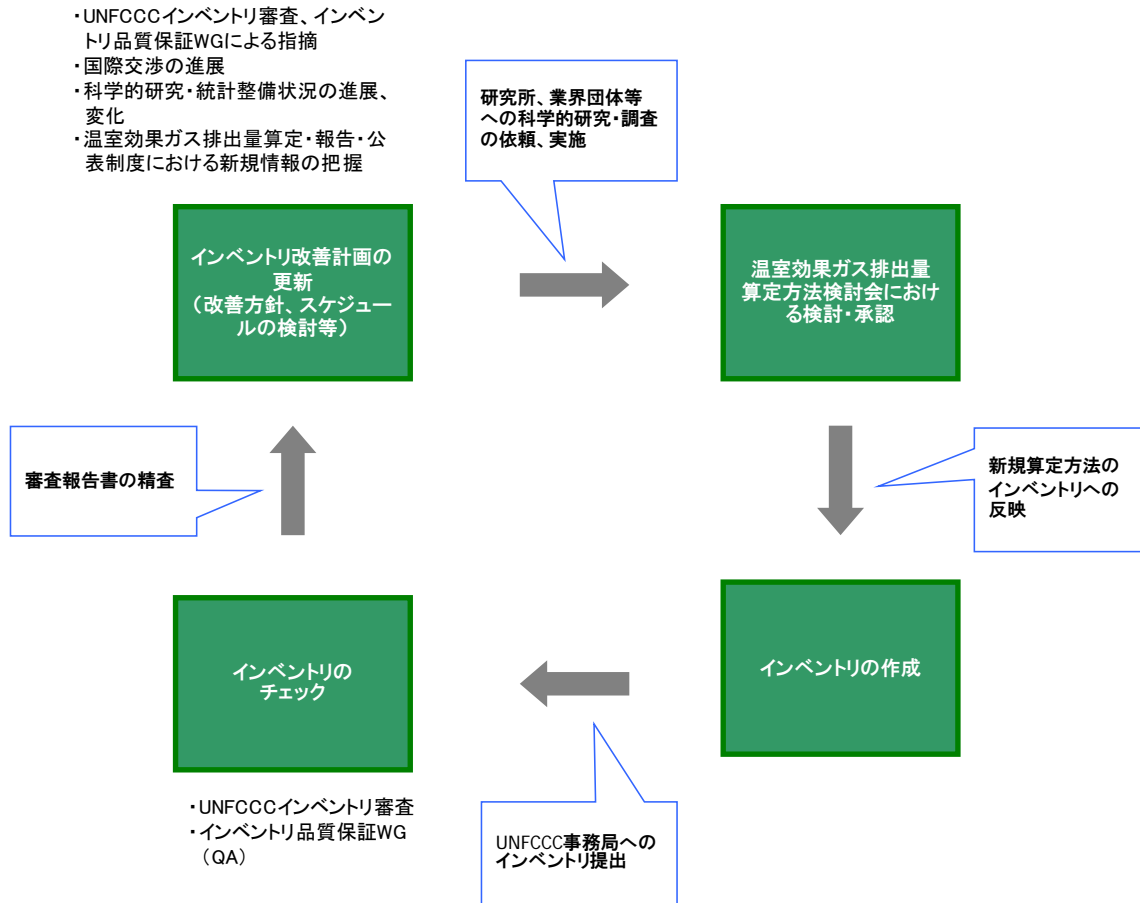 ・UNFCCCインベントリ審査、インベン
トリ品質保証WGによる指摘
・国際交渉の進展
・科学的研究・統計整備状況の進展、
変化
・温室効果ガス排出量算定・報告・公
表制度における新規情報の把握
研究所、業界団体等
への科学的研究・調査
の依頼、実施
インベントリ改善計画の
更新
（改善方針、スケジュー
ルの検討等）
温室効果ガス排出量
算定方法検討会におけ
る検討・承認
審査報告書の精査
新規算定方法の
インベントリへの
反映
インベントリの
チェック
インベントリの作成
・UNFCCCインベントリ審査
・インベントリ品質保証WG
（QA）
UNFCCC事務局への
インベントリ提出